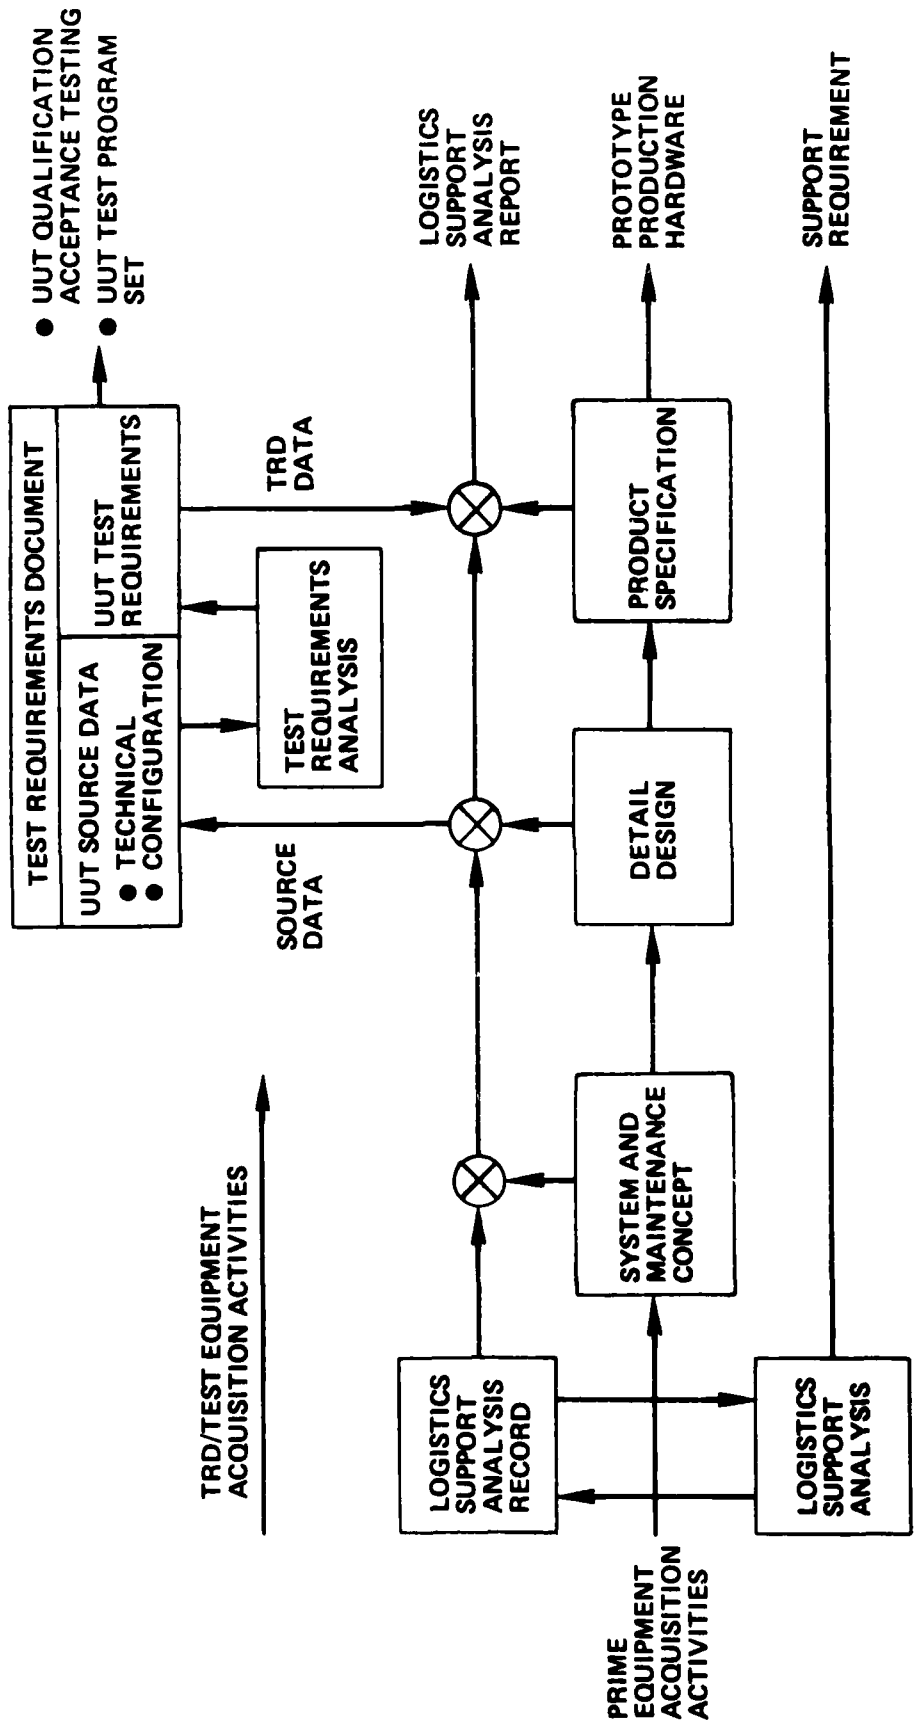 TRD/TEST EQUIPMENT
ACQUISITION ACTIVITIES
TEST REQUIREMENTS DOCUMENT
UUT SOURCE DATA
● TECHNICAL
● CONFIGURATION
UUT TEST
REQUIREMENTS
● UUT QUALIFICATION
ACCEPTANCE TESTING
● UUT TEST PROGRAM
SET
SOURCE
DATA
TEST
REQUIREMENTS
ANALYSIS
TRD
DATA
LOGISTICS
SUPPORT
ANALYSIS
RECORD
LOGISTICS
SUPPORT
ANALYSIS
REPORT
PRIME
EQUIPMENT
ACQUISITION
ACTIVITIES
SYSTEM AND
MAINTENANCE
CONCEPT
DETAIL
DESIGN
PRODUCT
SPECIFICATION
PROTOTYPE
PRODUCTION
HARDWARE
LOGISTICS
SUPPORT
ANALYSIS
SUPPORT
REQUIREMENT